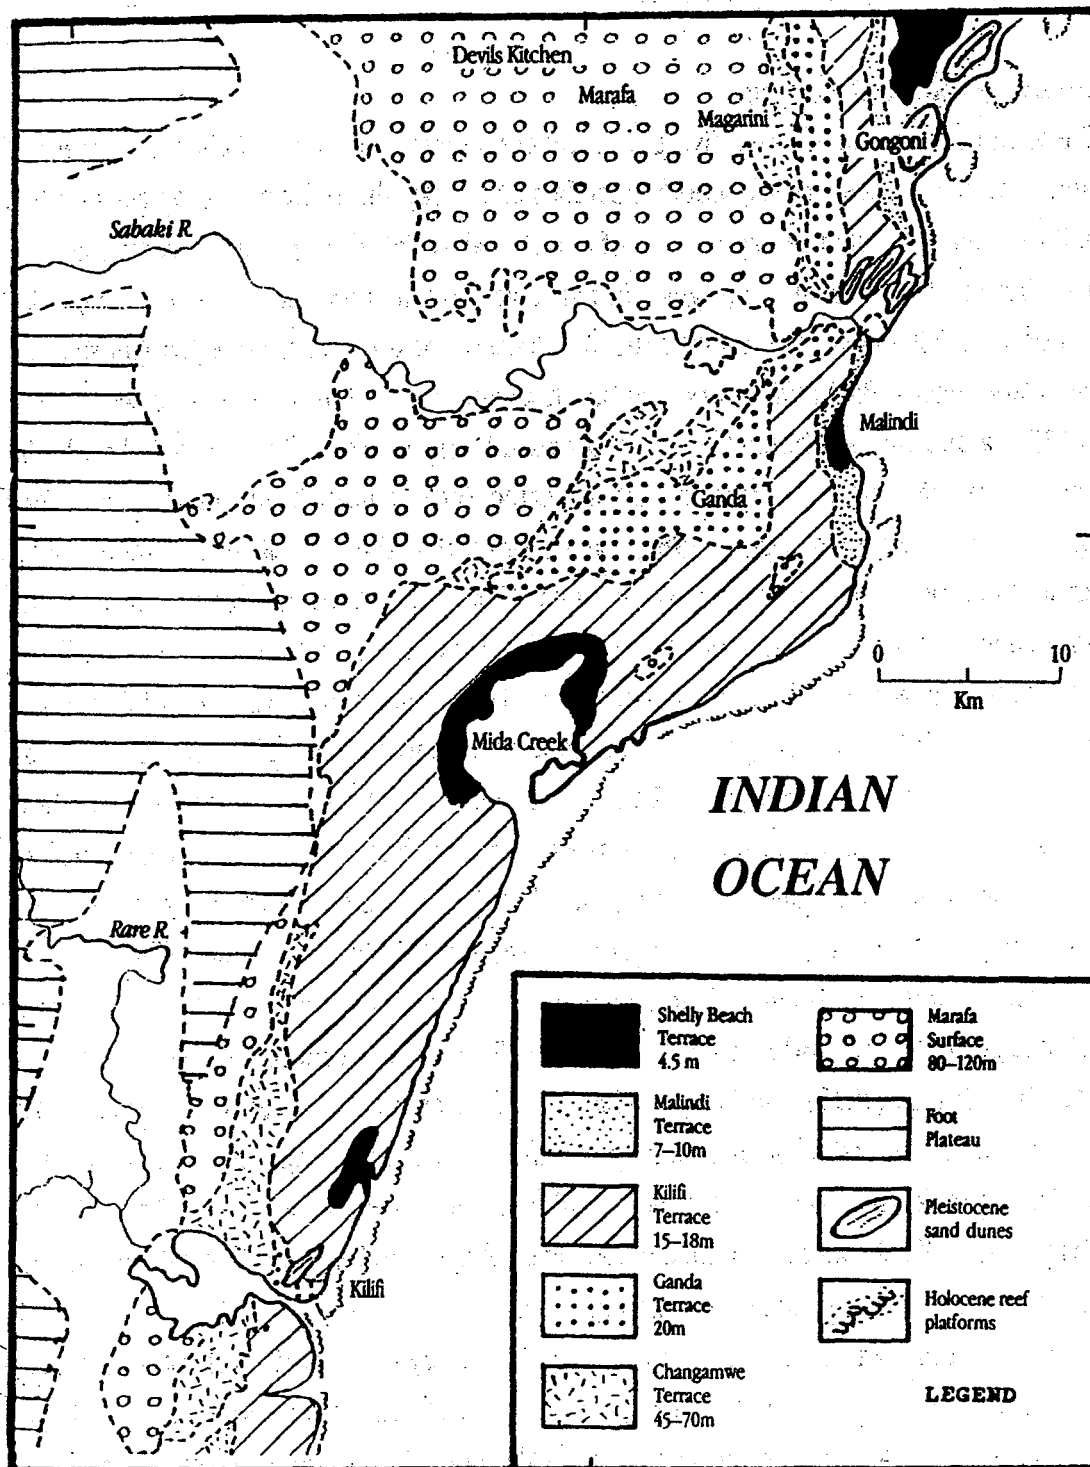 Devils Kitchen
Marafa
Magarini
Gongoni
Sabaki R.
Malindi
Ganda
0 10
Km
Mida Creek
INDIAN
OCEAN
Rare R.
Kilifi
?
Shelly Beach
Terrace
4.5 m
Malindi
Terrace
7–10m
Kilifi
Terrace
15–18m
Ganda
Terrace
20m
Changamwe
Terrace
45–70m
Marafa
Surface
80–120m
Foot
Plateau
Pleistocene
sand dunes
Holocene reef
platforms
LEGEND